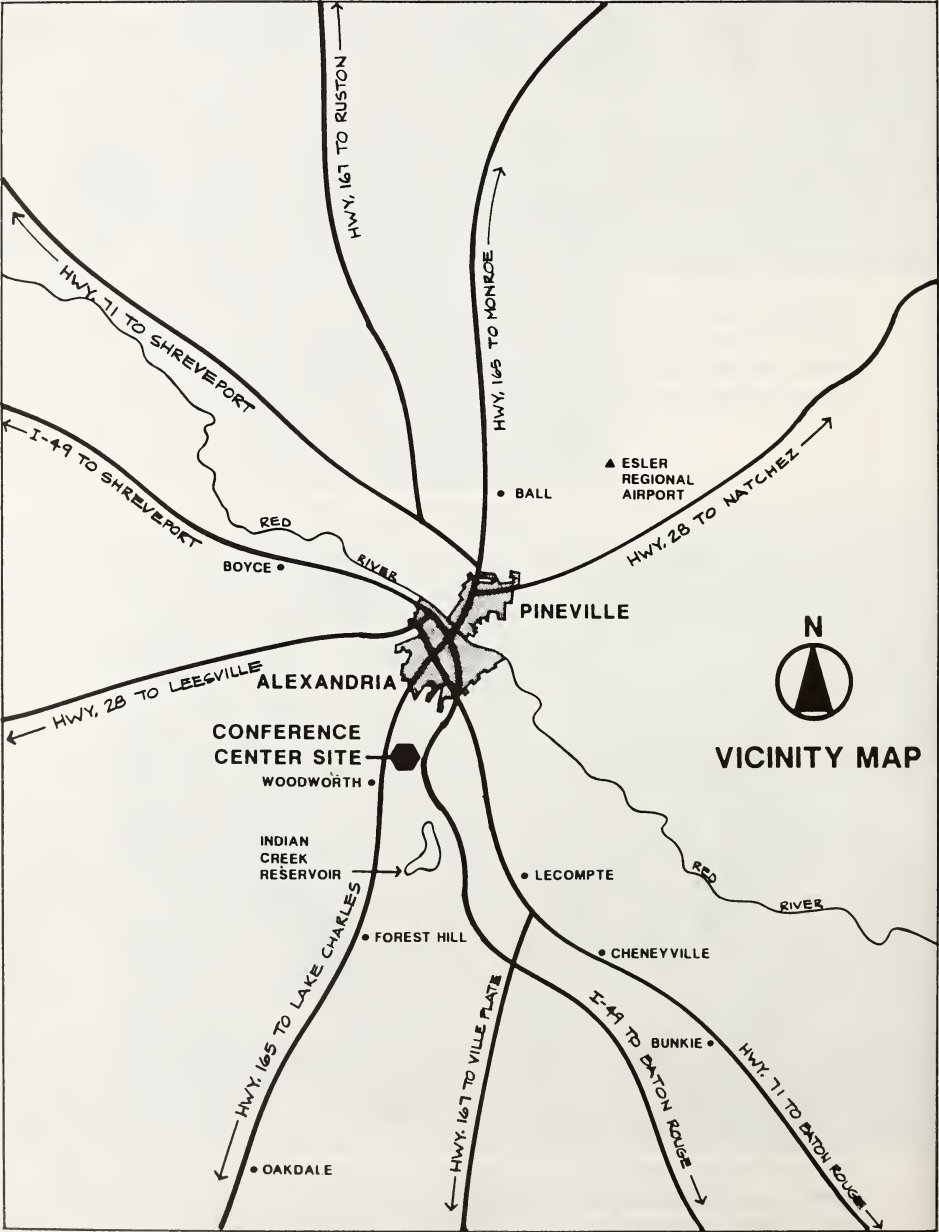 HWY. 167 TO RUSTON
HWY. 165 TO MONROE
HWY. 71 TO SHREVEPORT
I-49 TO SHREVEPORT
RED
RIVER
BOYCE
BALL
ESLER
REGIONAL
AIRPORT
HWY. 28 TO NATCHEZ
PINEVILLE
HWY. 28 TO LEESVILLE
ALEXANDRIA
N
VICINITY MAP
CONFERENCE
CENTER SITE
WOODWORTH
INDIAN
CREEK
RESERVOIR
LECOMPTE
RED
RIVER
FOREST HILL
CHENEYVILLE
HWY. 165 TO LAKE CHARLES
HWY. 167 TO VILLE PLATE
I-49 TO BATON ROUGE
BUNKIE
HWY. 71 TO BATON ROUGE
OAKDALE